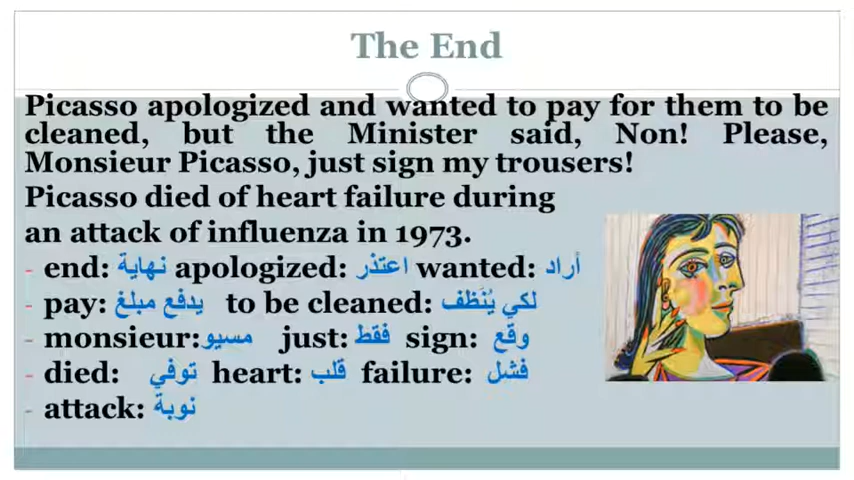 The End
Picasso apologized and wanted to pay for them to be
cleaned, but the Minister said, Non! Please,
Monsieur Picasso, just sign my trousers!
Picasso died of heart failure during
an attack of influenza in 1973.
- end: نهاية apologized: اعتذر wanted: أراد
- pay: يدفع مبلغ to be cleaned: لكي يُنَظف
- monsieur: مسيو just: فقط sign: وقع
- died: توفي heart: قلب failure: فشل
- attack: نوبة